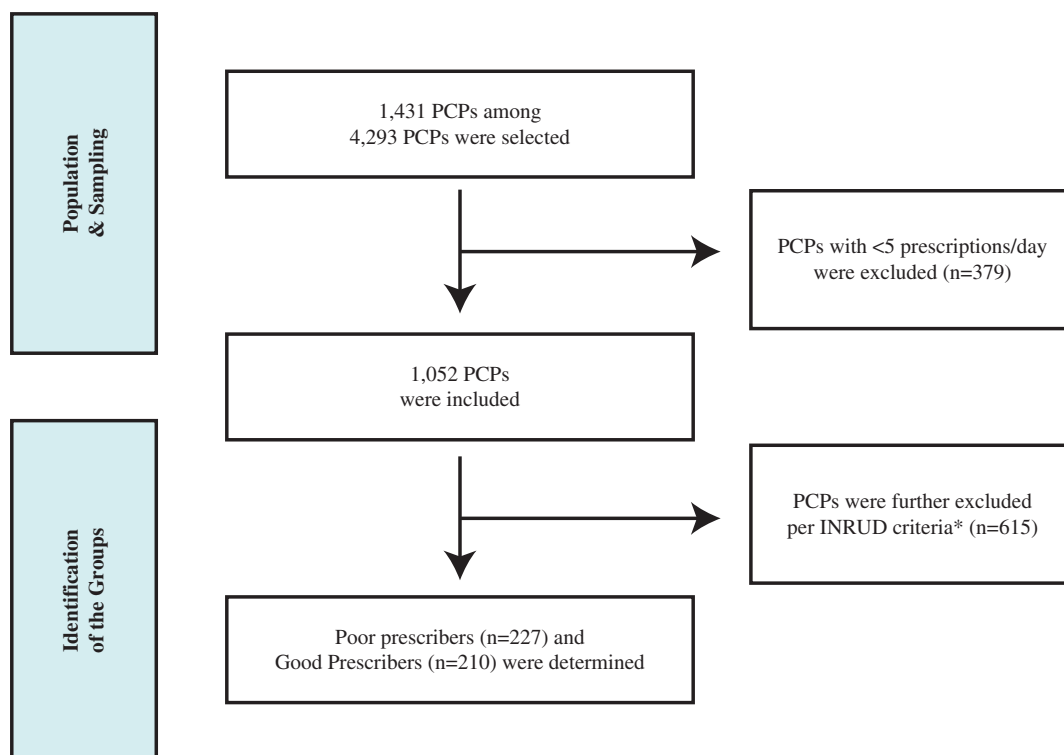 Population
& Sampling
1,431 PCPs among
4,293 PCPs were selected
PCPs with <5 prescriptions/day
were excluded (n=379)
1,052 PCPs
were included
Identification
of the Groups
PCPs were further excluded
per INRUD criteria* (n=615)
Poor prescribers (n=227) and
Good Prescribers (n=210) were determined